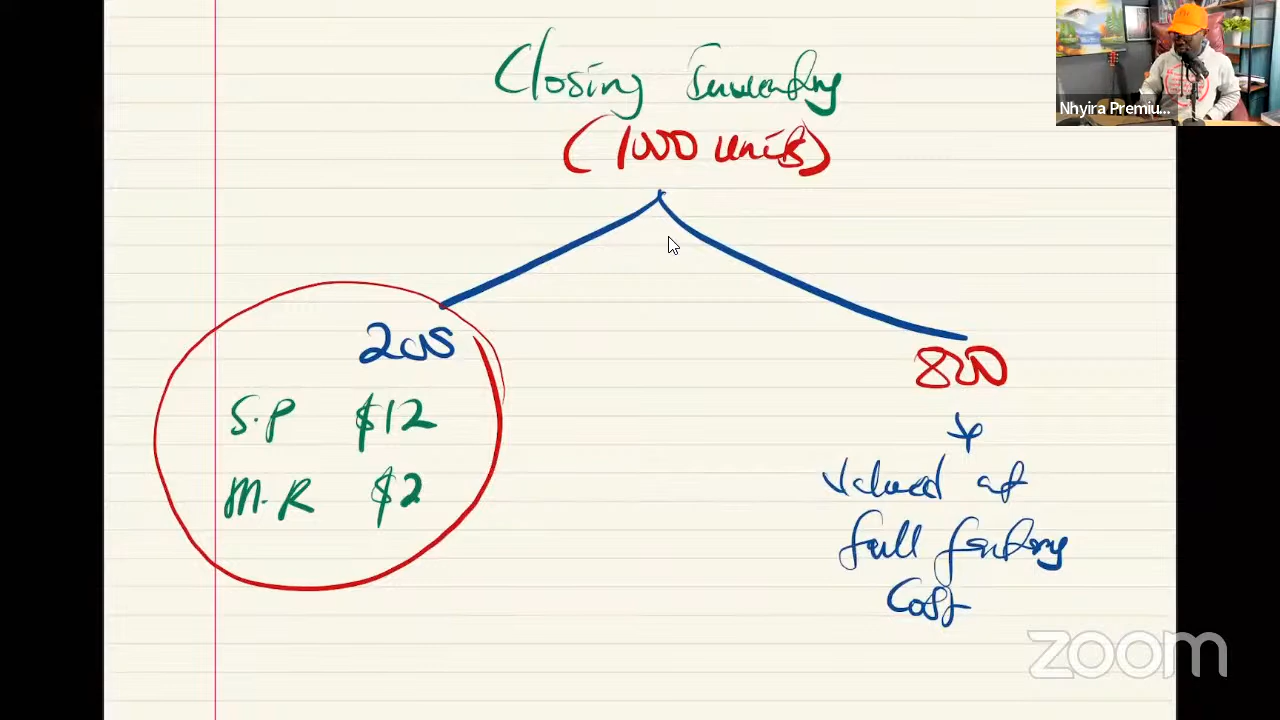 Closing Inventory
(1000 units)
200
S.P $12
M.R $2
800
Valued at
full factory
Cost
Nhyira Premiu...
zoom